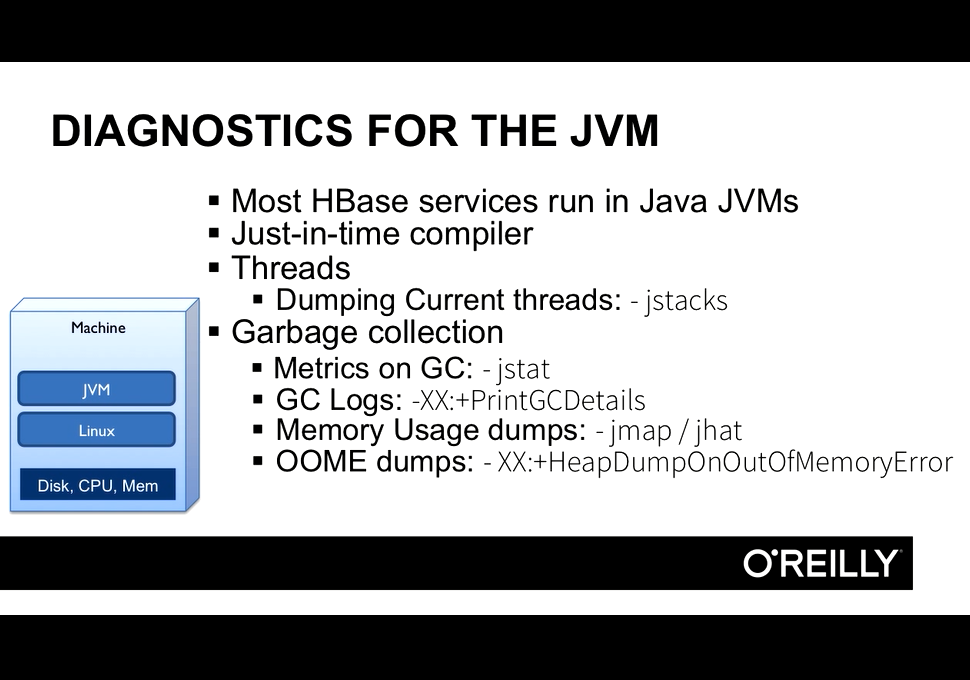 DIAGNOSTICS FOR THE JVM
▪ Most HBase services run in Java JVMs
▪ Just-in-time compiler
▪ Threads
▪ Dumping Current threads: - jstacks
▪ Garbage collection
▪ Metrics on GC: - jstat
▪ GC Logs: -XX:+PrintGCDetails
▪ Memory Usage dumps: - jmap / jhat
▪ OOME dumps: - XX:+HeapDumpOnOutOfMemoryError
Machine
JVM
Linux
Disk, CPU, Mem
O'REILLY